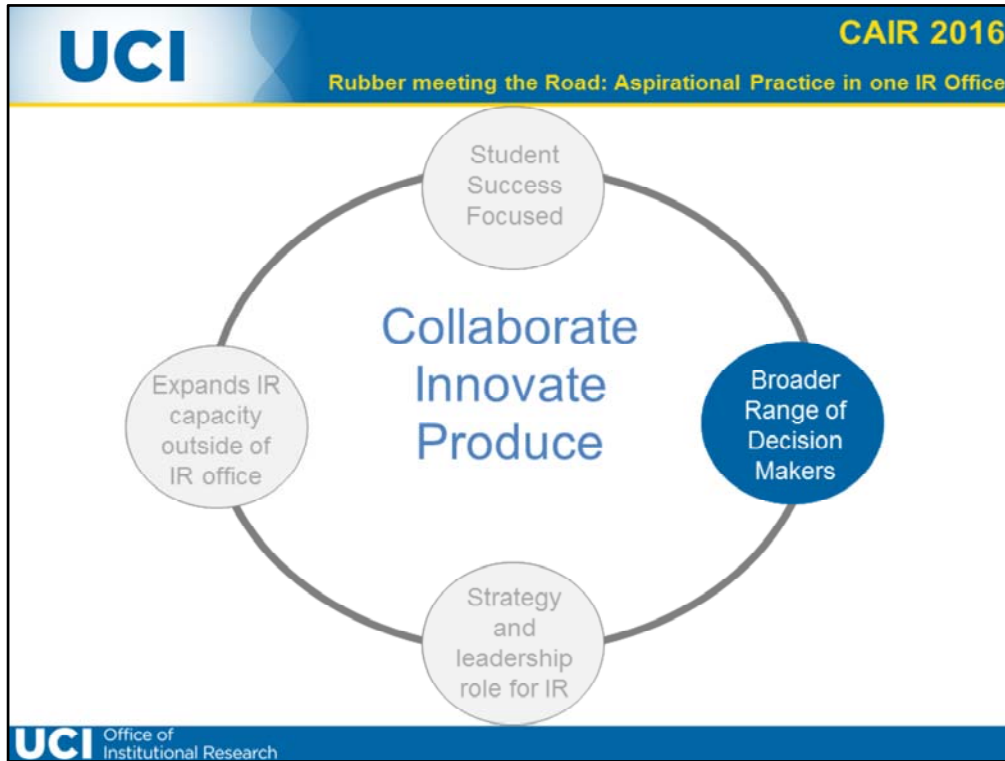 UCI
CAIR 2016
Rubber meeting the Road: Aspirational Practice in one IR Office
Student
Success
Focused
Collaborate
Innovate
Produce
Expands IR
capacity
outside of
IR office
Broader
Range of
Decision
Makers
Strategy
and
leadership
role for IR
UCI
Office of
Institutional Research